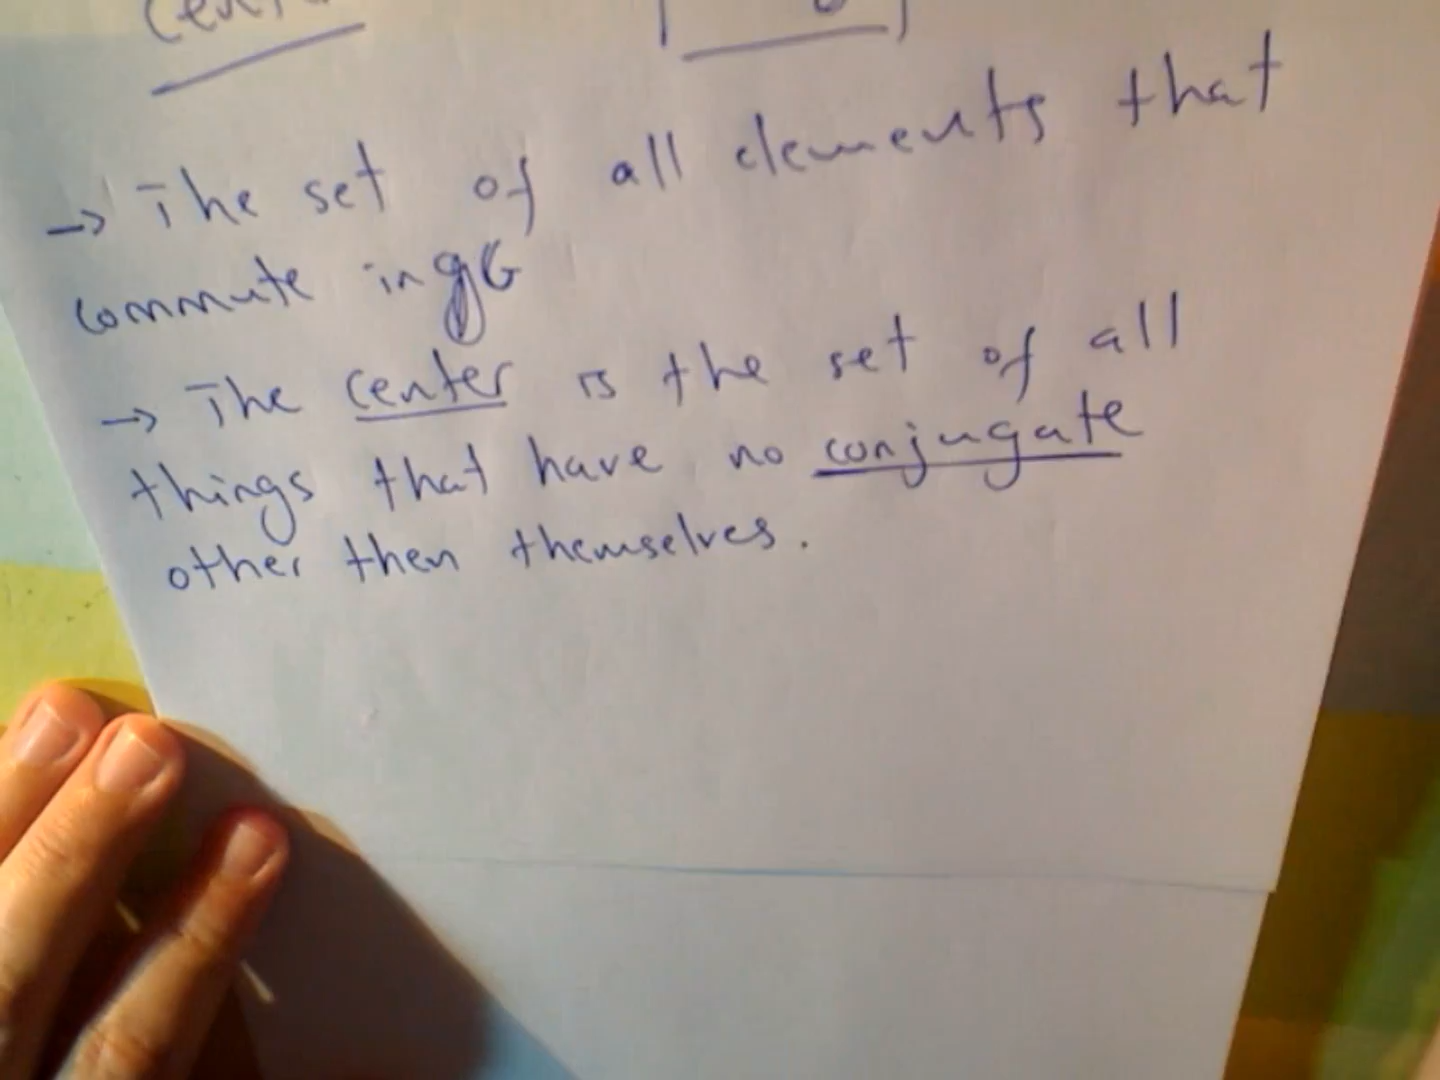 → The set of all elements that
commute in G
→ The center is the set of all
things that have no conjugate
other then themselves.